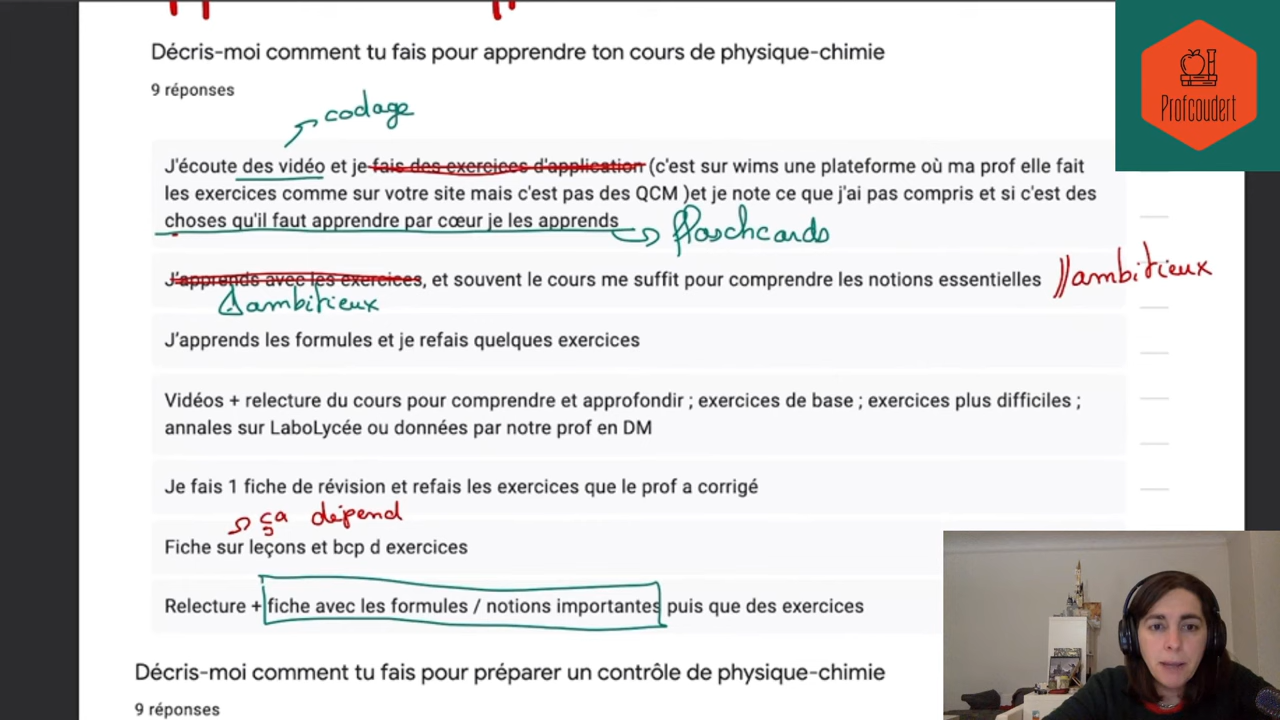 Décris-moi comment tu fais pour apprendre ton cours de physique-chimie
9 réponses
codage
J'écoute des vidéo et je fais des exercices d'application (c'est sur wims une plateforme où ma prof elle fait
les exercices comme sur votre site mais c'est pas des QCM )et je note ce que j'ai pas compris et si c'est des
choses qu'il faut apprendre par cœur je les apprends
flashcards
J'apprends avec les exercices, et souvent le cours me suffit pour comprendre les notions essentielles
ambitieux
ambitieux
J'apprends les formules et je refais quelques exercices
Vidéos + relecture du cours pour comprendre et approfondir ; exercices de base ; exercices plus difficiles ;
annales sur LaboLycée ou données par notre prof en DM
Je fais 1 fiche de révision et refais les exercices que le prof a corrigé
ça dépend
Fiche sur leçons et bcp d exercices
Relecture + fiche avec les formules / notions importantes puis que des exercices
Décris-moi comment tu fais pour préparer un contrôle de physique-chimie
9 réponses
Profcoudert